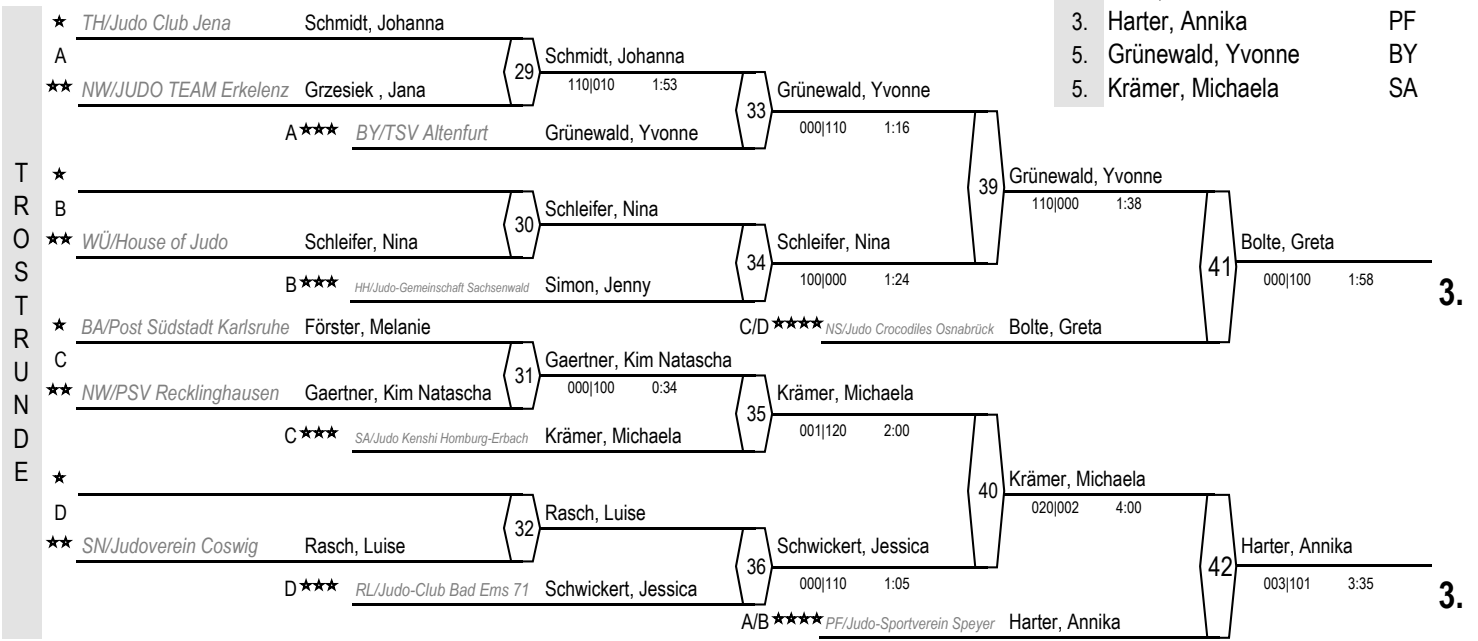 TROSTRUNDE
★ TH/Judo Club Jena Schmidt, Johanna
A
★★ NW/JUDO TEAM Erkelenz Grzesiek , Jana
29 Schmidt, Johanna
110|010 1:53
A★★★ BY/TSV Altenfurt Grünewald, Yvonne
33 Grünewald, Yvonne
000|110 1:16
3. Harter, Annika PF
5. Grünewald, Yvonne BY
5. Krämer, Michaela SA
★
B
★★ WÜ/House of Judo Schleifer, Nina
30 Schleifer, Nina
B★★★ HH/Judo-Gemeinschaft Sachsenwald Simon, Jenny
34 Schleifer, Nina
100|000 1:24
39 Grünewald, Yvonne
110|000 1:38
C/D★★★★ NS/Judo Crocodiles Osnabrück Bolte, Greta
41 Bolte, Greta
000|100 1:58
3.
★ BA/Post Südstadt Karlsruhe Förster, Melanie
C
★★ NW/PSV Recklinghausen Gaertner, Kim Natascha
31 Gaertner, Kim Natascha
000|100 0:34
C★★★ SA/Judo Kenshi Homburg-Erbach Krämer, Michaela
35 Krämer, Michaela
001|120 2:00
★
D
★★ SN/Judoverein Coswig Rasch, Luise
32 Rasch, Luise
D★★★ RL/Judo-Club Bad Ems 71 Schwickert, Jessica
36 Schwickert, Jessica
000|110 1:05
40 Krämer, Michaela
020|002 4:00
A/B★★★★ PF/Judo-Sportverein Speyer Harter, Annika
42 Harter, Annika
003|101 3:35
3.